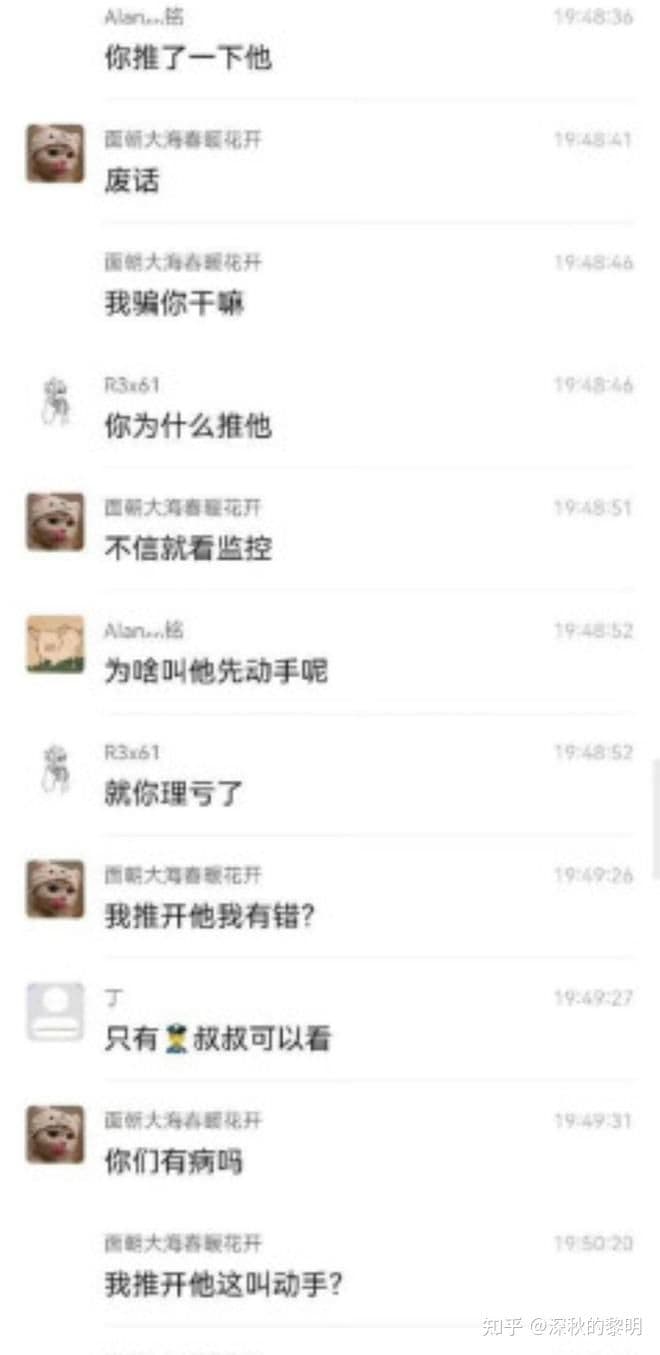 Alan...铭
19:48:36
你推了一下他
面朝大海春暖花开
19:48:41
废话
面朝大海春暖花开
19:48:46
我骗你干嘛
R3x61
19:48:46
你为什么推他
面朝大海春暖花开
19:48:51
不信就看监控
Alan...铭
19:48:52
为啥叫他先动手呢
R3x61
19:48:52
就你理亏了
面朝大海春暖花开
19:49:26
我推开他我有错?
丁
19:49:27
只有👮叔叔可以看
面朝大海春暖花开
19:49:31
你们有病吗
面朝大海春暖花开
19:50:20
我推开他这叫动手?
知乎 @深秋的黎明